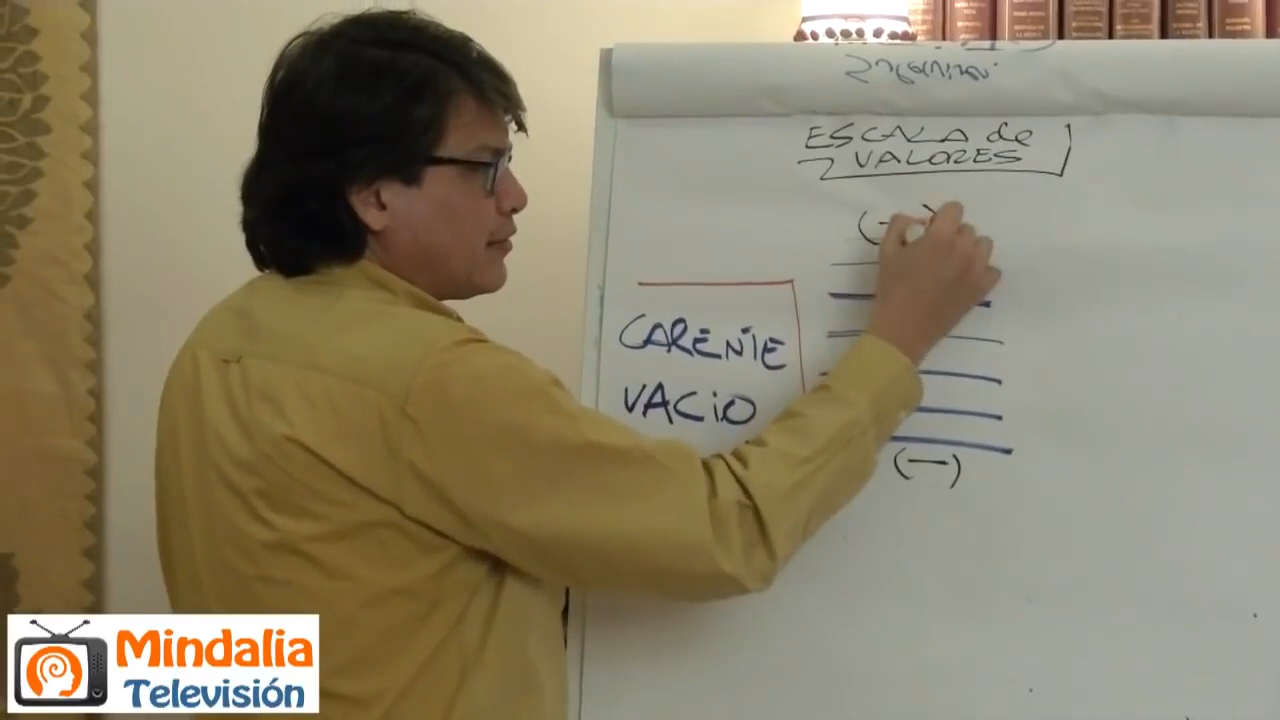 ESCALA de
VALORES
(-
CARENTE
VACIO
(—)
Mindalia
Televisión